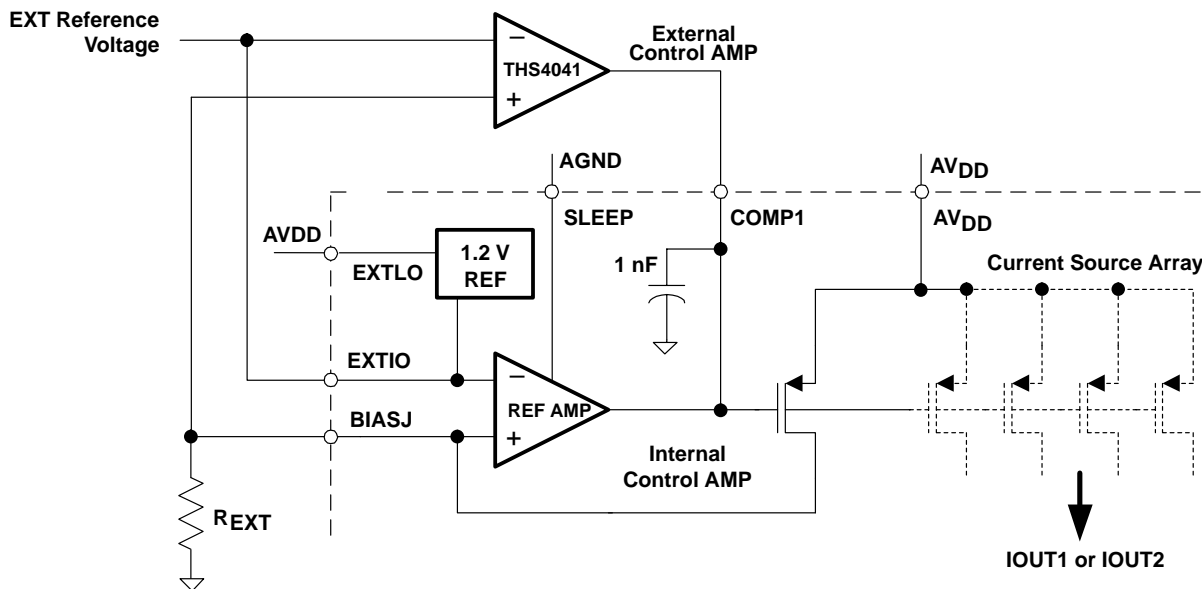 EXT Reference
Voltage
−
THS4041
+
External
Control AMP
AGND
AVDD
SLEEP
COMP1
AVDD
AVDD
EXTLO
1.2 V
REF
1 nF
Current Source Array
EXTIO
−
REF AMP
+
BIASJ
Internal
Control AMP
REXT
IOUT1 or IOUT2